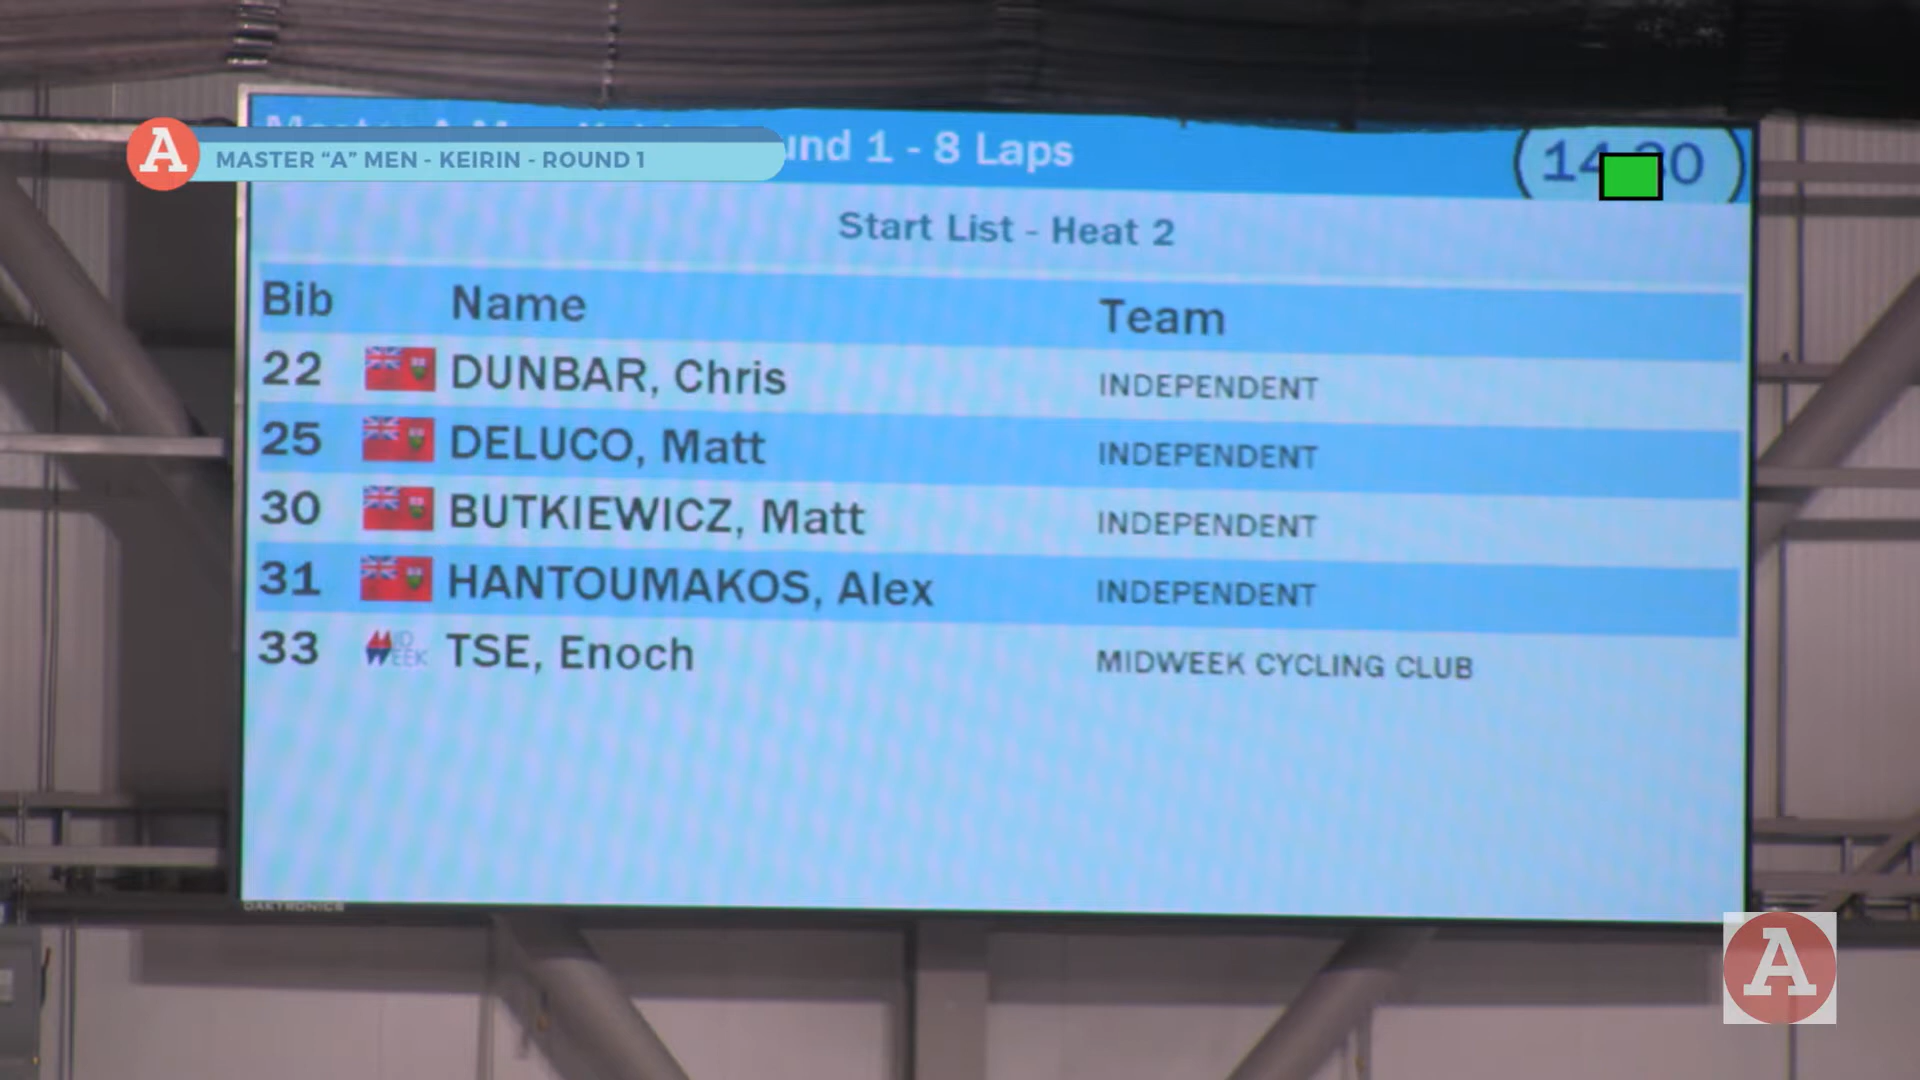 und 1 - 8 Laps
MASTER “A” MEN - KEIRIN - ROUND 1
A
Start List - Heat 2
Bib Name Team
22 DUNBAR, Chris INDEPENDENT
25 DELUCO, Matt INDEPENDENT
30 BUTKIEWICZ, Matt INDEPENDENT
31 HANTOUMAKOS, Alex INDEPENDENT
33 MIDWEEK TSE, Enoch MIDWEEK CYCLING CLUB
DAKTRONICS
A